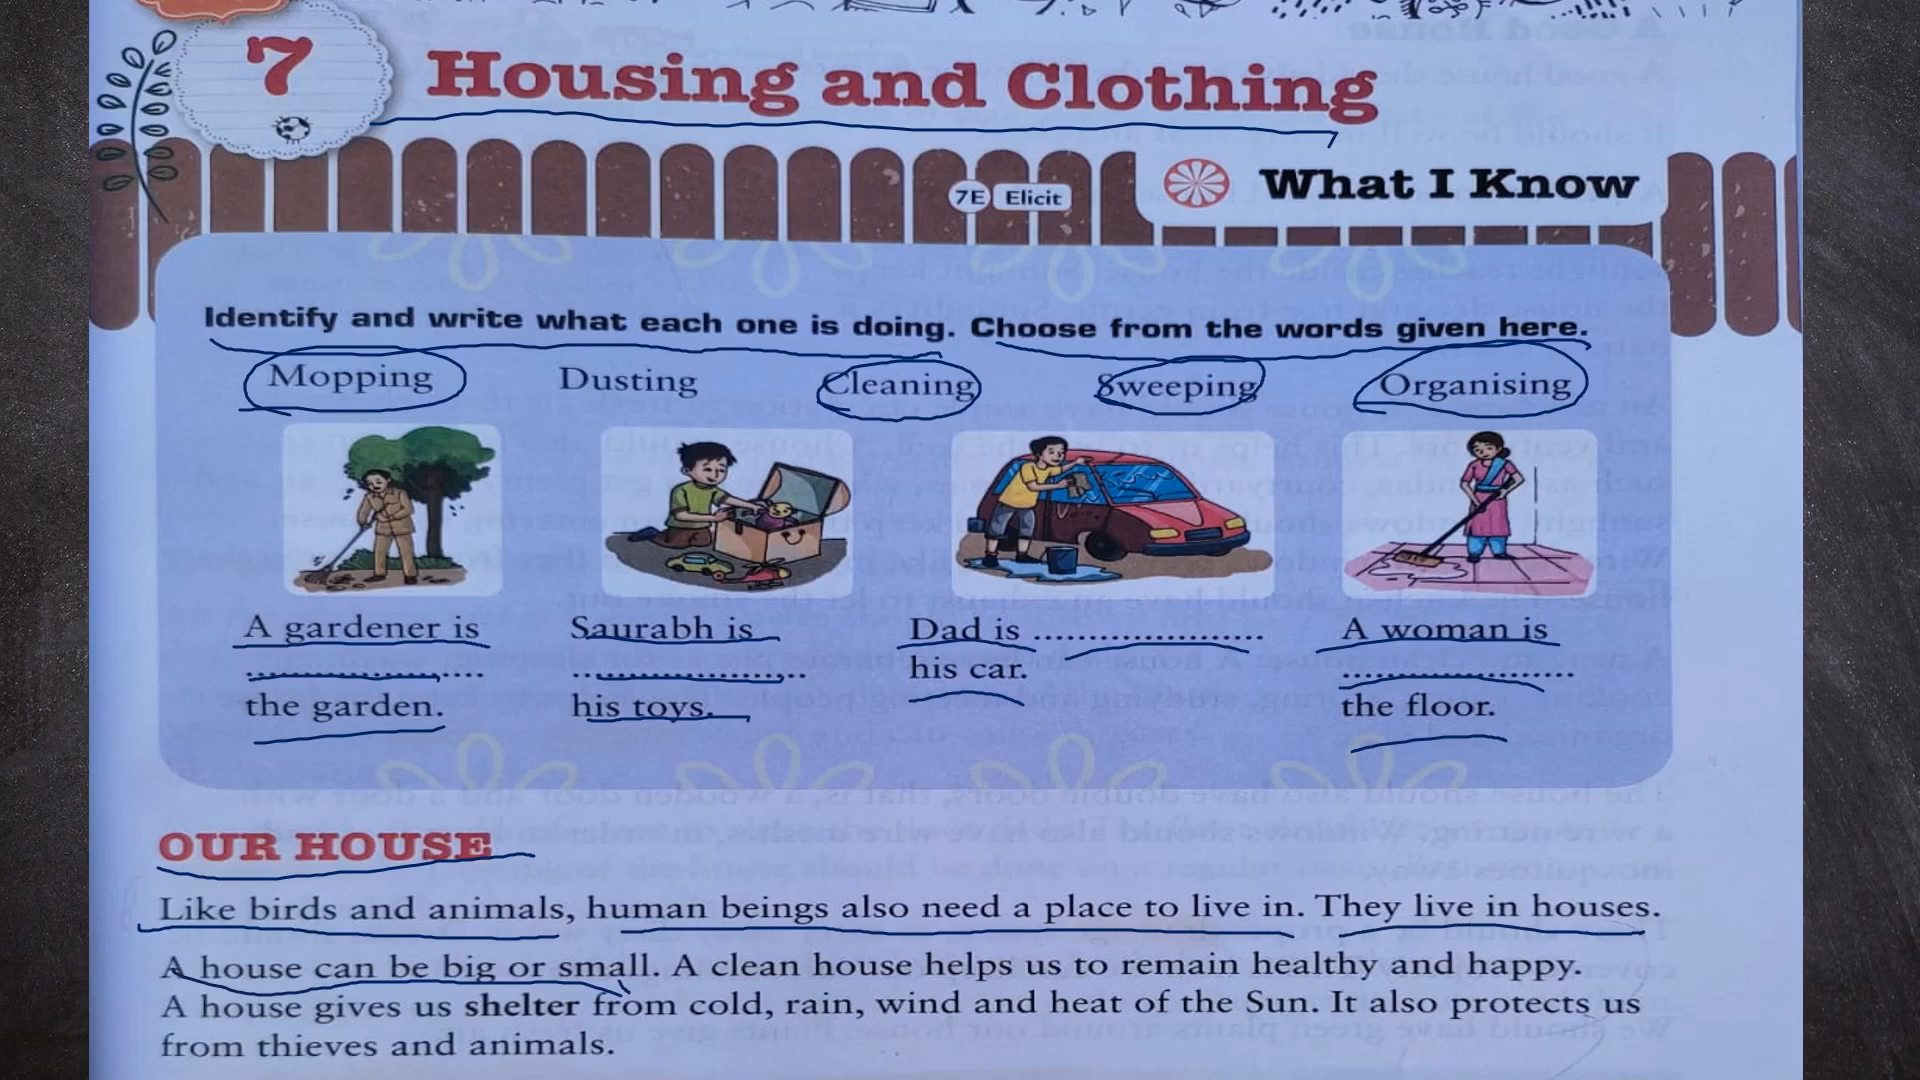 7 Housing and Clothing
7E Elicit
What I Know
Identify and write what each one is doing. Choose from the words given here.
Mopping Dusting Cleaning Sweeping Organising
A gardener is
....................
the garden.
Saurabh is
....................
his toys.
Dad is ....................
his car.
A woman is
....................
the floor.
OUR HOUSE
Like birds and animals, human beings also need a place to live in. They live in houses.
A house can be big or small. A clean house helps us to remain healthy and happy.
A house gives us shelter from cold, rain, wind and heat of the Sun. It also protects us
from thieves and animals.